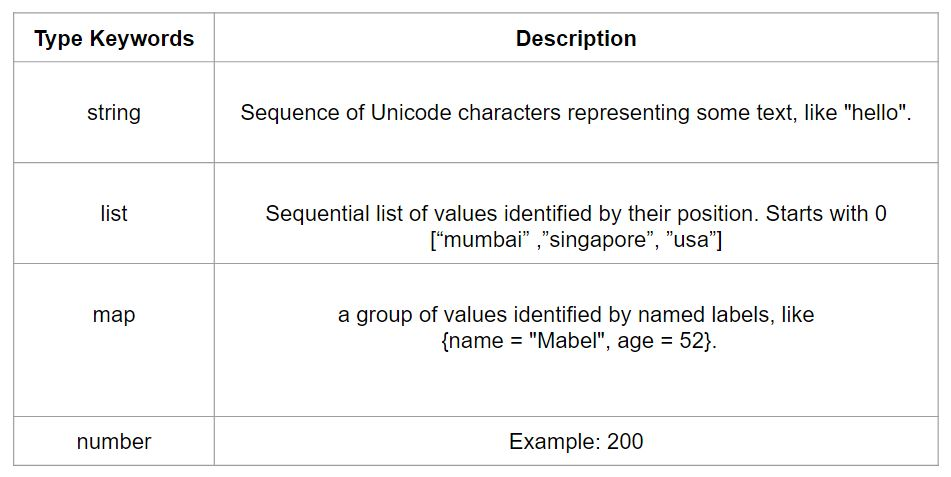 Type Keywords Description
string Sequence of Unicode characters representing some text, like "hello".
list Sequential list of values identified by their position. Starts with 0
[“mumbai” ,”singapore”, ”usa”]
map a group of values identified by named labels, like
{name = "Mabel", age = 52}.
number Example: 200